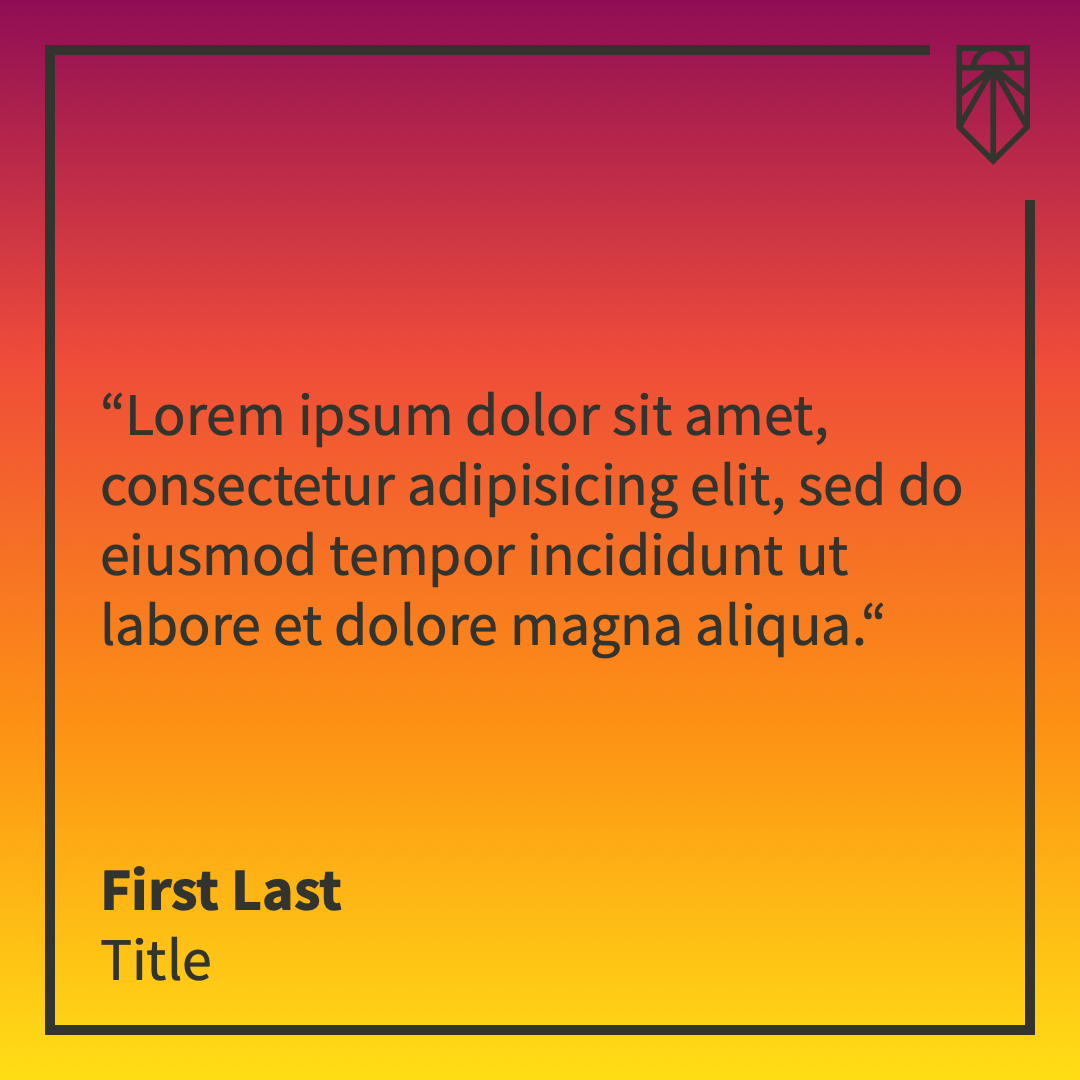 “Lorem ipsum dolor sit amet,
consectetur adipisicing elit, sed do
eiusmod tempor incididunt ut
labore et dolore magna aliqua.“
First Last
Title